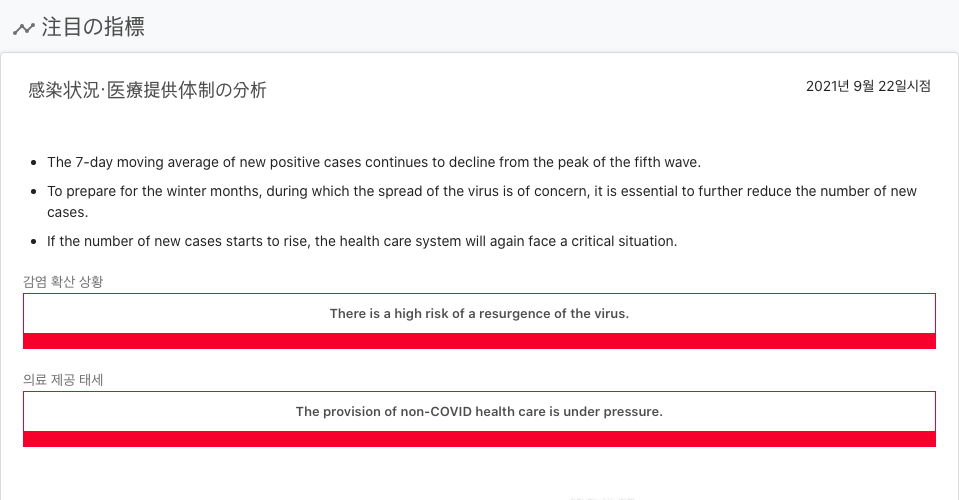 注目の指標
感染状況·医療提供体制の分析
2021년 9월 22일시점
The 7-day moving average of new positive cases continues to decline from the peak of the fifth wave.
To prepare for the winter months, during which the spread of the virus is of concern, it is essential to further reduce the number of new
cases.
If the number of new cases starts to rise, the health care system will again face a critical situation.
감염 확산 상황
There is a high risk of a resurgence of the virus.
의료 제공 태세
The provision of non-COVID health care is under pressure.